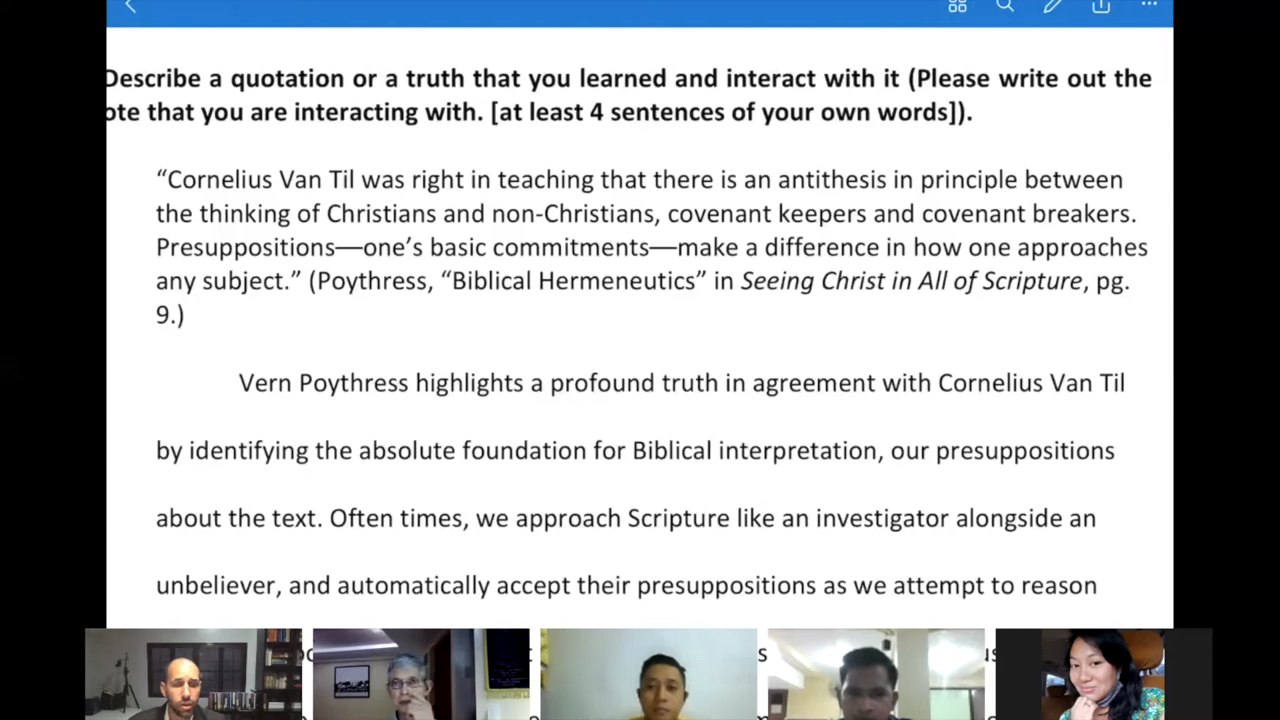 Describe a quotation or a truth that you learned and interact with it (Please write out the
ote that you are interacting with. [at least 4 sentences of your own words]).
“Cornelius Van Til was right in teaching that there is an antithesis in principle between
the thinking of Christians and non-Christians, covenant keepers and covenant breakers.
Presuppositions—one’s basic commitments—make a difference in how one approaches
any subject.” (Poythress, “Biblical Hermeneutics” in Seeing Christ in All of Scripture, pg.
9.)
Vern Poythress highlights a profound truth in agreement with Cornelius Van Til
by identifying the absolute foundation for Biblical interpretation, our presuppositions
about the text. Often times, we approach Scripture like an investigator alongside an
unbeliever, and automatically accept their presuppositions as we attempt to reason